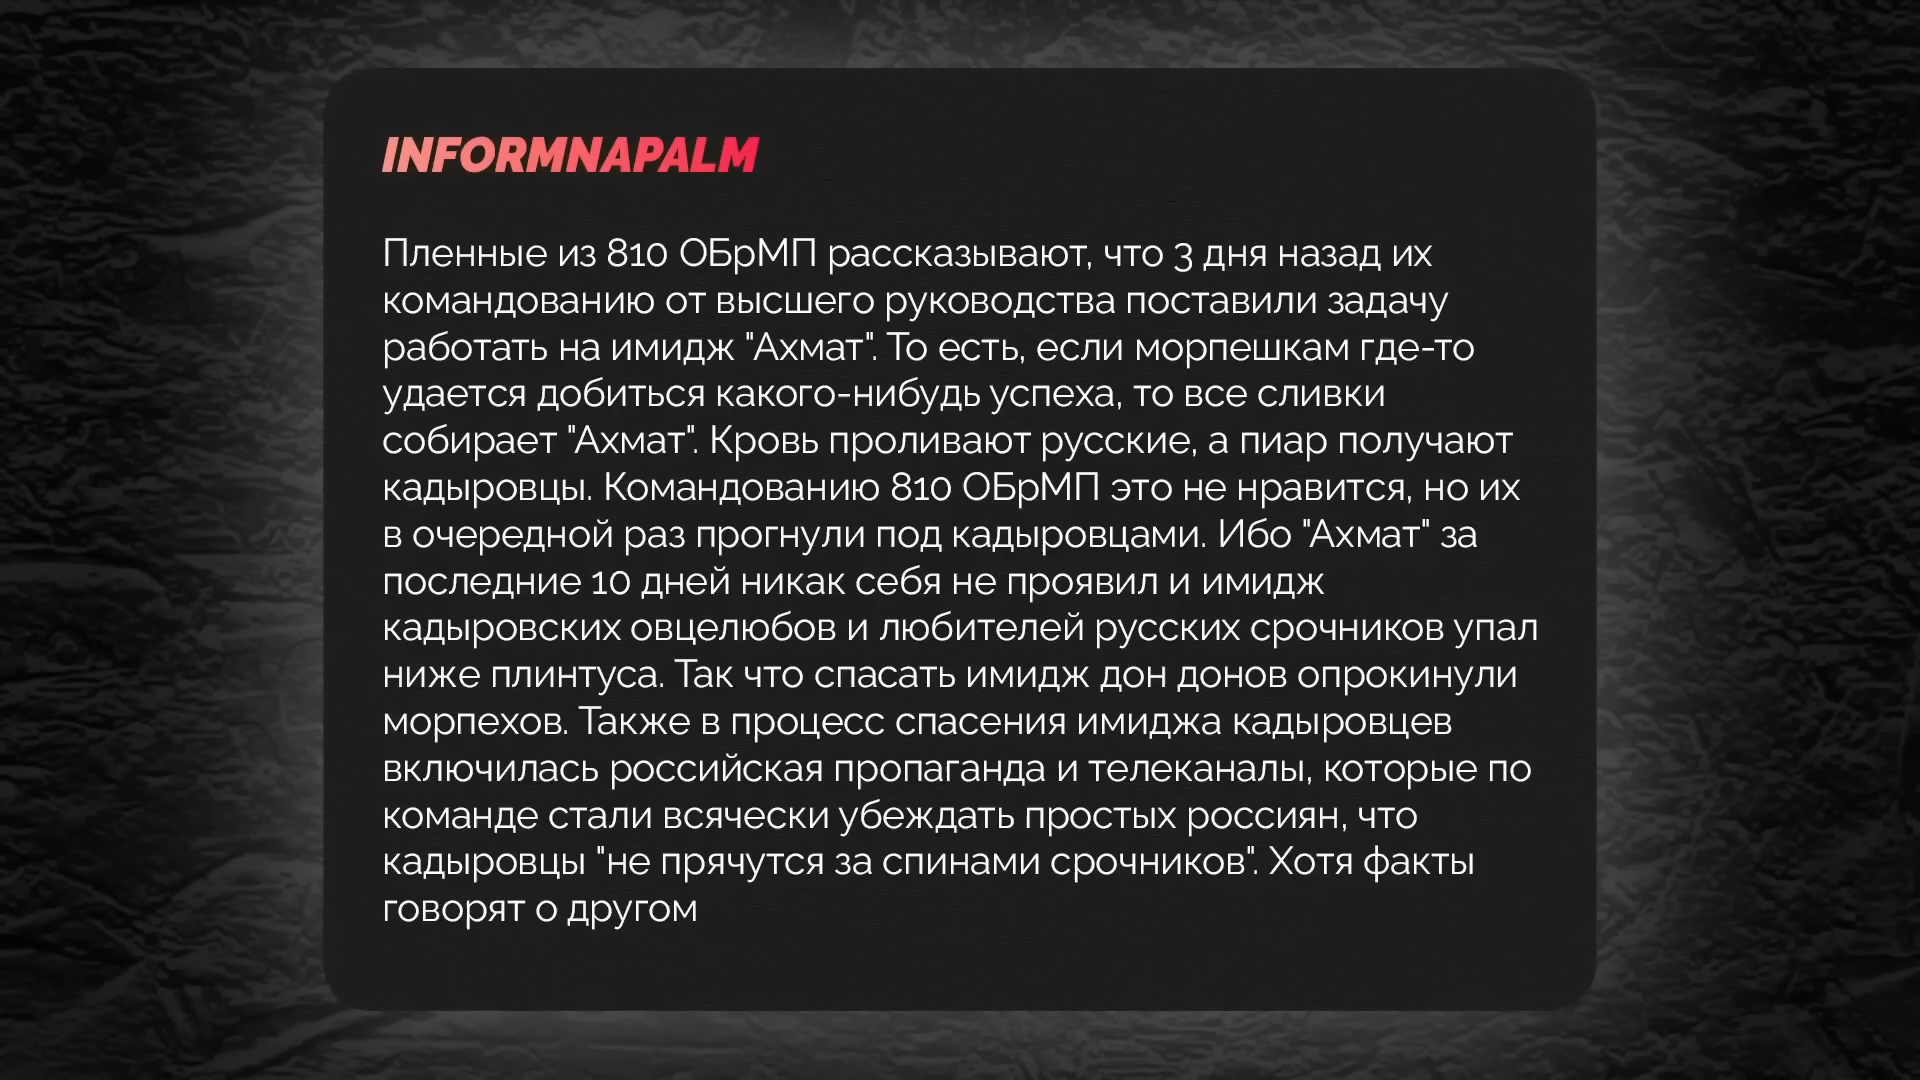 INFORMNAPALM
Пленные из 810 ОБрМП рассказывают, что 3 дня назад их
командованию от высшего руководства поставили задачу
работать на имидж "Ахмат". То есть, если морпешкам где-то
удается добиться какого-нибудь успеха, то все сливки
собирает "Ахмат". Кровь проливают русские, а пиар получают
кадыровцы. Командованию 810 ОБрМП это не нравится, но их
в очередной раз прогнули под кадыровцами. Ибо "Ахмат" за
последние 10 дней никак себя не проявил и имидж
кадыровских овцелюбов и любителей русских срочников упал
ниже плинтуса. Так что спасать имидж дон донов опрокинули
морпехов. Также в процесс спасения имиджа кадыровцев
включилась российская пропаганда и телеканалы, которые по
команде стали всячески убеждать простых россиян, что
кадыровцы "не прячутся за спинами срочников". Хотя факты
говорят о другом